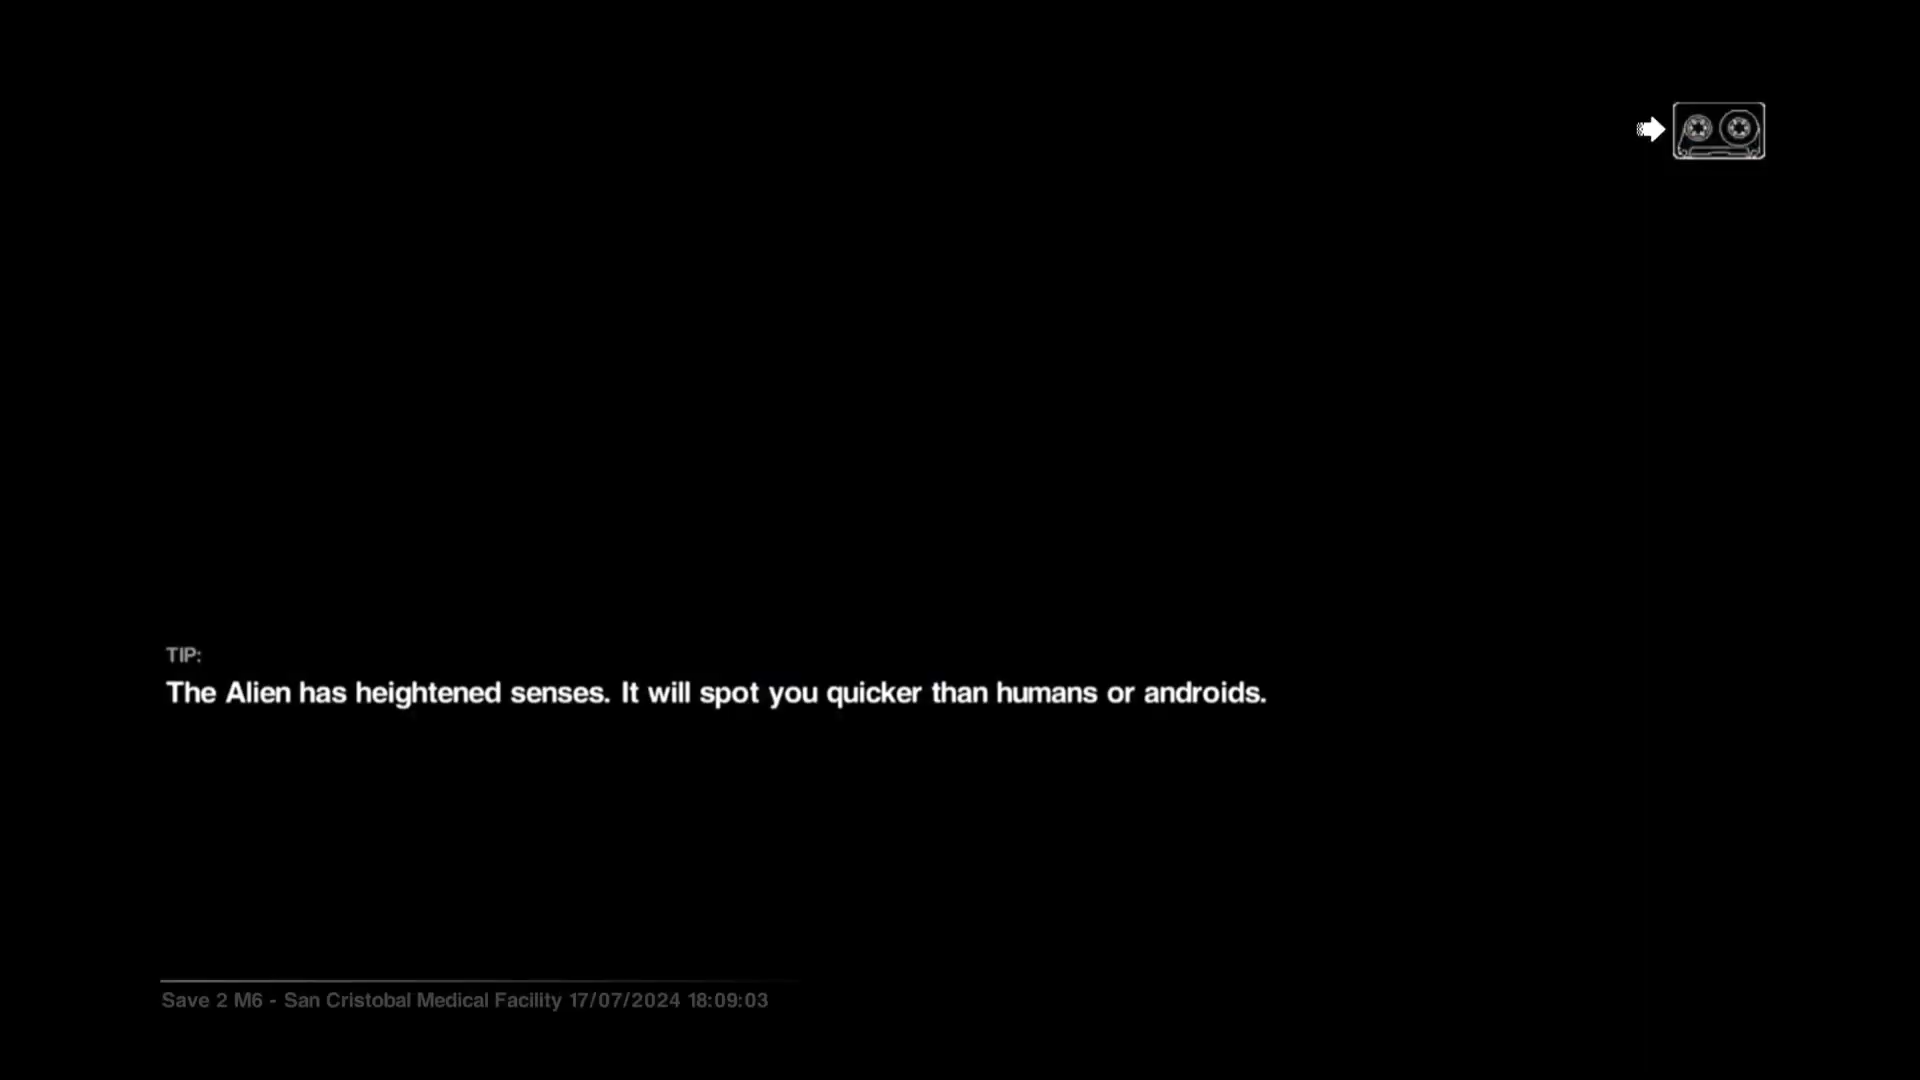 TIP:
The Alien has heightened senses. It will spot you quicker than humans or androids.
Save 2 M6 - San Cristobal Medical Facility 17/07/2024 18:09:03